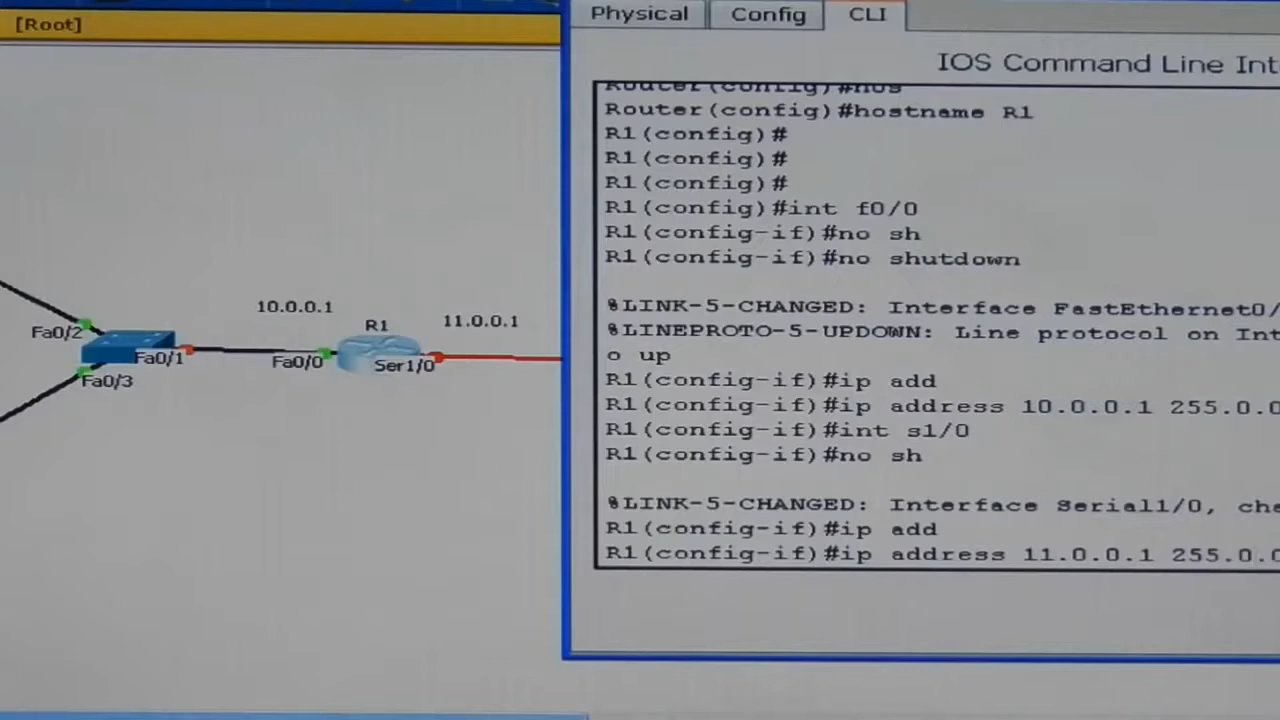 [Root]
Physical
Config
CLI
IOS Command Line Int
Router(config)#hos
Router(config)#hostname R1
R1(config)#
R1(config)#
R1(config)#
R1(config)#int f0/0
R1(config-if)#no sh
R1(config-if)#no shutdown
%LINK-5-CHANGED: Interface FastEthernet0/
%LINEPROTO-5-UPDOWN: Line protocol on Int
o up
R1(config-if)#ip add
R1(config-if)#ip address 10.0.0.1 255.0.0
R1(config-if)#int s1/0
R1(config-if)#no sh
%LINK-5-CHANGED: Interface Serial1/0, cha
R1(config-if)#ip add
R1(config-if)#ip address 11.0.0.1 255.0.0
10.0.0.1
R1
11.0.0.1
Fa0/2
Fa0/1
Fa0/0
Ser1/0
Fa0/3